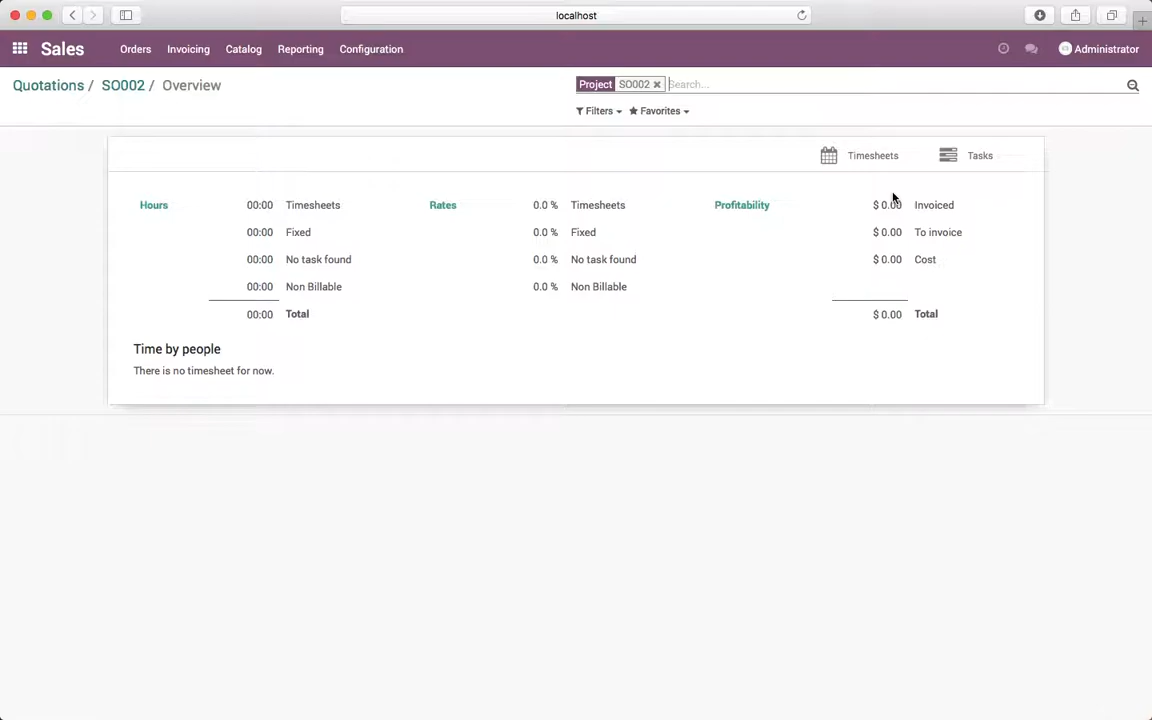 localhost
Sales Orders Invoicing Catalog Reporting Configuration Administrator
Quotations / SO002 / Overview Project SO002 Search...
Filters Favorites
Timesheets Tasks
Hours 00:00 Timesheets Rates 0.0 % Timesheets Profitability $ 0.00 Invoiced
00:00 Fixed 0.0 % Fixed $ 0.00 To invoice
00:00 No task found 0.0 % No task found $ 0.00 Cost
00:00 Non Billable 0.0 % Non Billable
00:00 Total $ 0.00 Total
Time by people
There is no timesheet for now.